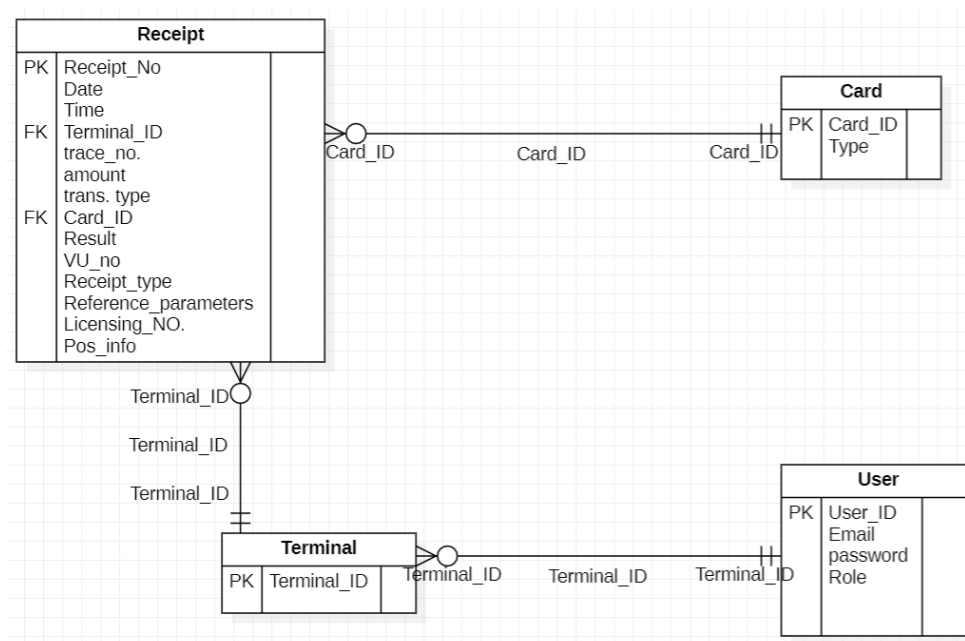 Receipt
PK Receipt_No
Date
Time
FK Terminal_ID
trace_no.
amount
trans. type
FK Card_ID
Result
VU_no
Receipt_type
Reference_parameters
Licensing_NO.
Pos_info
Card_ID
Card_ID
Card_ID
Card
PK Card_ID
Type
Terminal_ID
Terminal_ID
Terminal_ID
Terminal
PK Terminal_ID
Terminal_ID
Terminal_ID
Terminal_ID
User
PK User_ID
Email
password
Role